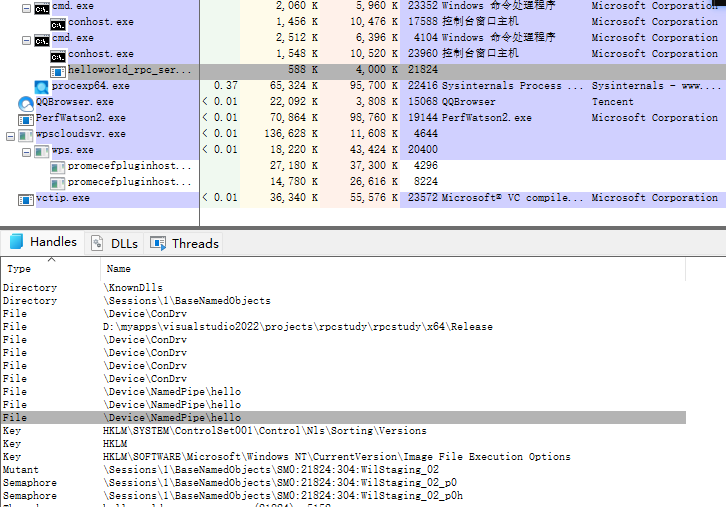 cmd.exe 2,060 K 5,960 K 23352 Windows 命令处理程序 Microsoft Corporation
conhost.exe 1,456 K 10,476 K 17588 控制台窗口主机 Microsoft Corporation
cmd.exe 2,512 K 6,396 K 4104 Windows 命令处理程序 Microsoft Corporation
conhost.exe 1,548 K 10,520 K 23960 控制台窗口主机 Microsoft Corporation
helloworld_rpc_ser... 588 K 4,000 K 21824
procexp64.exe 0.37 65,324 K 95,700 K 22416 Sysinternals Process ... Sysinternals - www....
QQBrowser.exe < 0.01 22,092 K 3,808 K 15068 QQBrowser Tencent
PerfWatson2.exe < 0.01 70,864 K 98,760 K 19144 PerfWatson2.exe Microsoft Corporation
wpscloudsvr.exe < 0.01 136,628 K 11,608 K 4644
wps.exe < 0.01 18,220 K 43,424 K 20400
promecefpluginhost... 27,180 K 37,300 K 4296
promecefpluginhost... 14,780 K 26,616 K 8224
vctip.exe < 0.01 36,340 K 55,576 K 23572 Microsoft® VC compile... Microsoft Corporation
Handles DLLs Threads
Type Name
Directory \KnownDlls
Directory \Sessions\1\BaseNamedObjects
File \Device\ConDrv
File D:\myapps\visualstudio2022\projects\rpcstudy\rpcstudy\x64\Release
File \Device\ConDrv
File \Device\ConDrv
File \Device\ConDrv
File \Device\ConDrv
File \Device\NamedPipe\hello
File \Device\NamedPipe\hello
File \Device\NamedPipe\hello
Key HKLM\SYSTEM\ControlSet001\Control\Nls\Sorting\Versions
Key HKLM
Key HKLM\SOFTWARE\Microsoft\Windows NT\CurrentVersion\Image File Execution Options
Mutant \Sessions\1\BaseNamedObjects\SM0:21824:304:WilStaging_02
Semaphore \Sessions\1\BaseNamedObjects\SM0:21824:304:WilStaging_02_p0
Semaphore \Sessions\1\BaseNamedObjects\SM0:21824:304:WilStaging_02_p0h